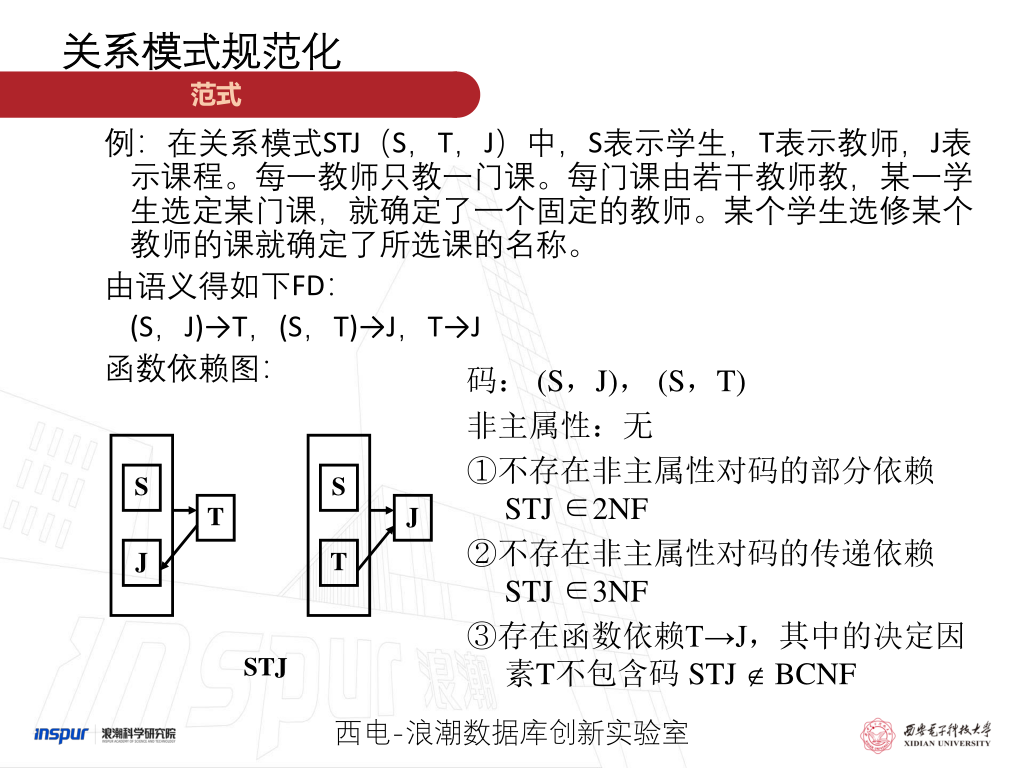 关系模式规范化
范式
例：在关系模式STJ（S，T，J）中，S表示学生，T表示教师，J表
示课程。每一教师只教一门课。每门课由若干教师教，某一学
生选定某门课，就确定了一个固定的教师。某个学生选修某个
教师的课就确定了所选课的名称。
由语义得如下FD：
(S，J)→T，(S，T)→J，T→J
函数依赖图：
S
J
T
S
T
J
STJ
码： (S，J)， (S，T)
非主属性：无
①不存在非主属性对码的部分依赖
STJ ∈2NF
②不存在非主属性对码的传递依赖
STJ ∈3NF
③存在函数依赖T→J，其中的决定因
素T不包含码 STJ ∉ BCNF
inspur 浪潮科学研究院
INSPUR ACADEMY OF SCIENCE AND TECHNOLOGY
西电-浪潮数据库创新实验室
西安电子科技大学
XIDIAN UNIVERSITY
inspur 浪潮